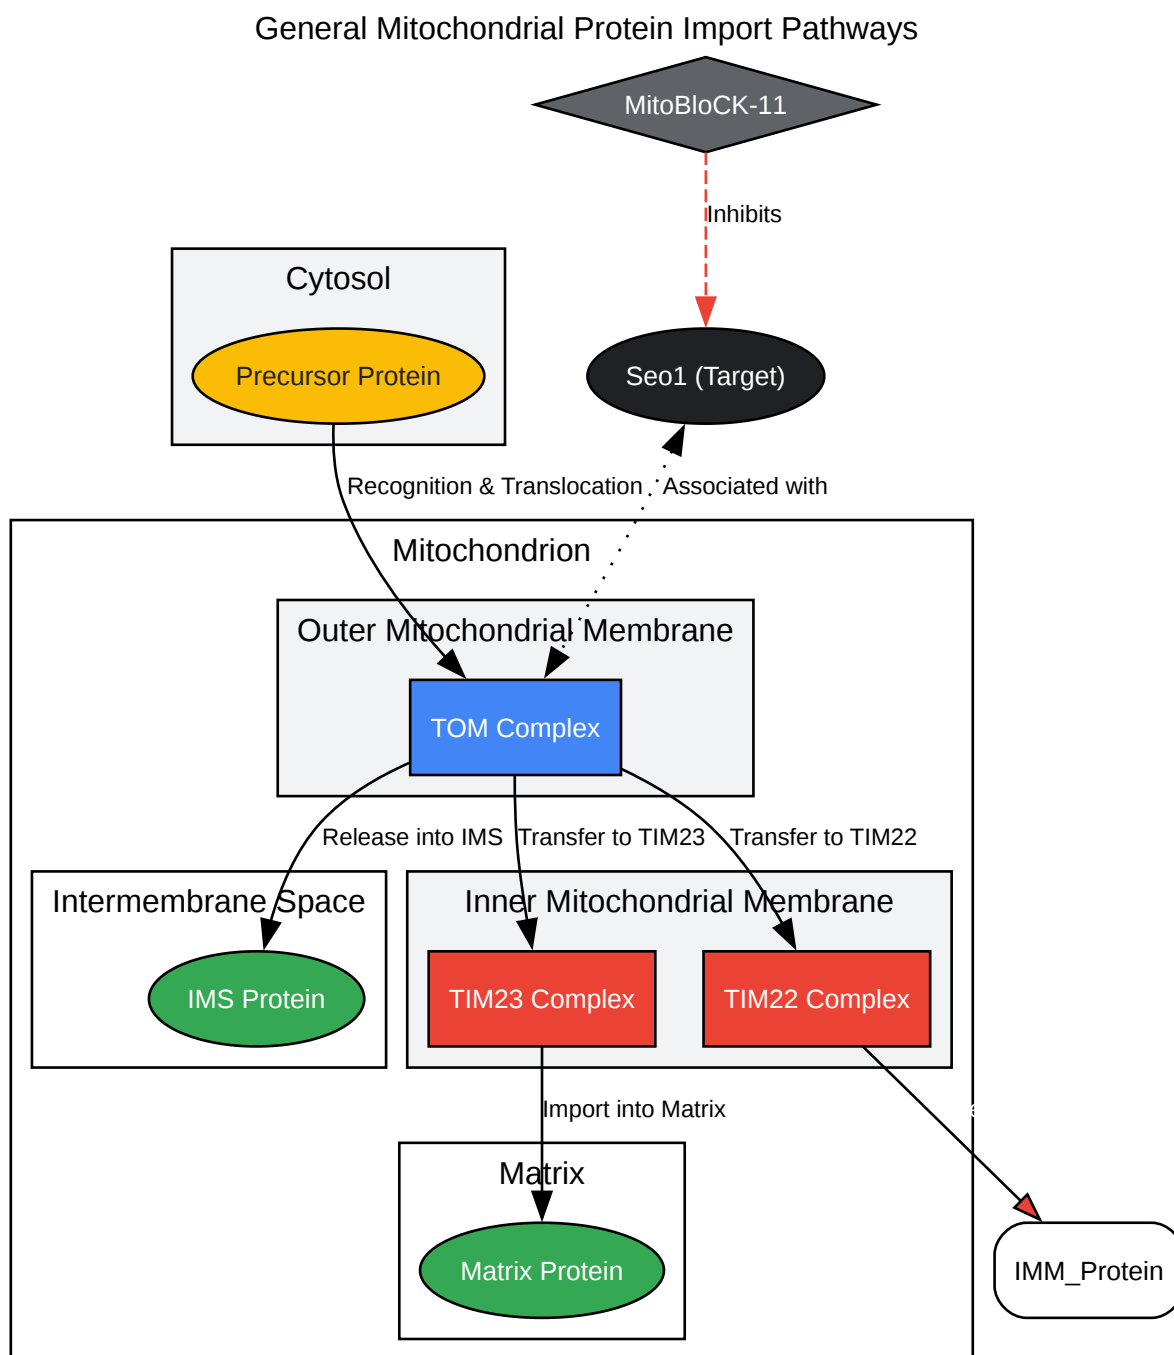 General Mitochondrial Protein Import Pathways
MitoBloCK-11
Inhibits
Cytosol
Precursor Protein
Seo1 (Target)
Recognition & Translocation
Associated with
Mitochondrion
Outer Mitochondrial Membrane
TOM Complex
Release into IMS
Transfer to TIM23
Transfer to TIM22
Intermembrane Space
Inner Mitochondrial Membrane
IMS Protein
TIM23 Complex
TIM22 Complex
Import into Matrix
Matrix
Matrix Protein
IMM_Protein